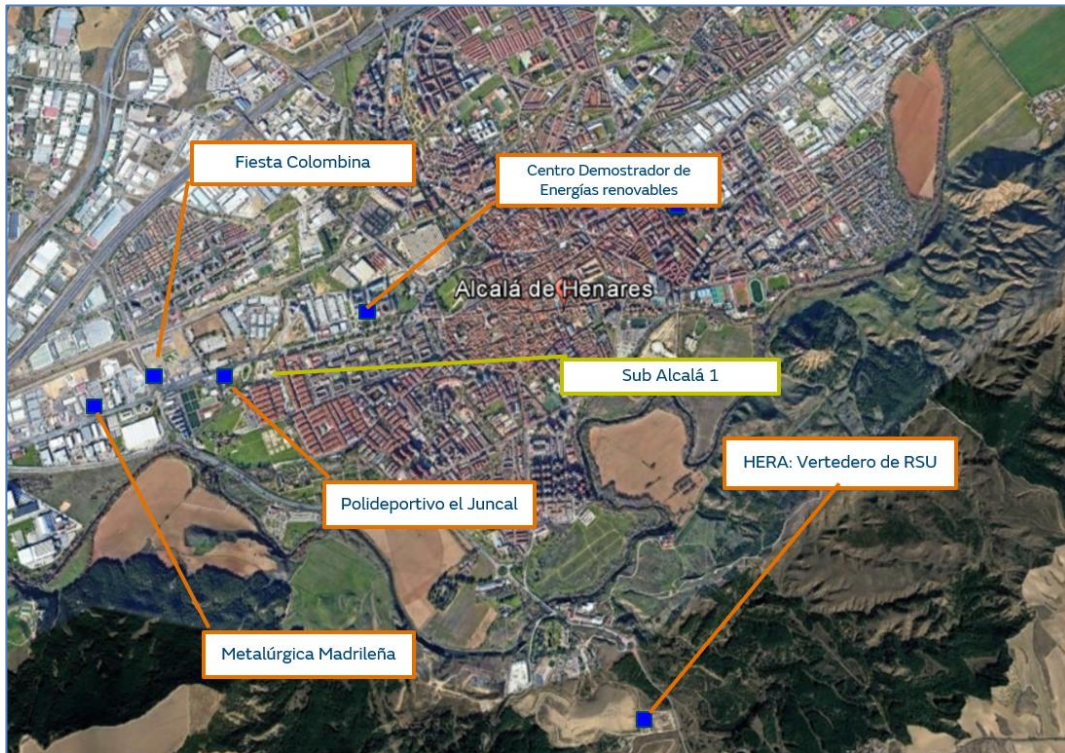 Fiesta Colombina
Centro Demostrador de
Energías renovables
Alcalá de Henares
Sub Alcalá 1
HERA: Vertedero de RSU
Polideportivo el Juncal
Metalúrgica Madrileña